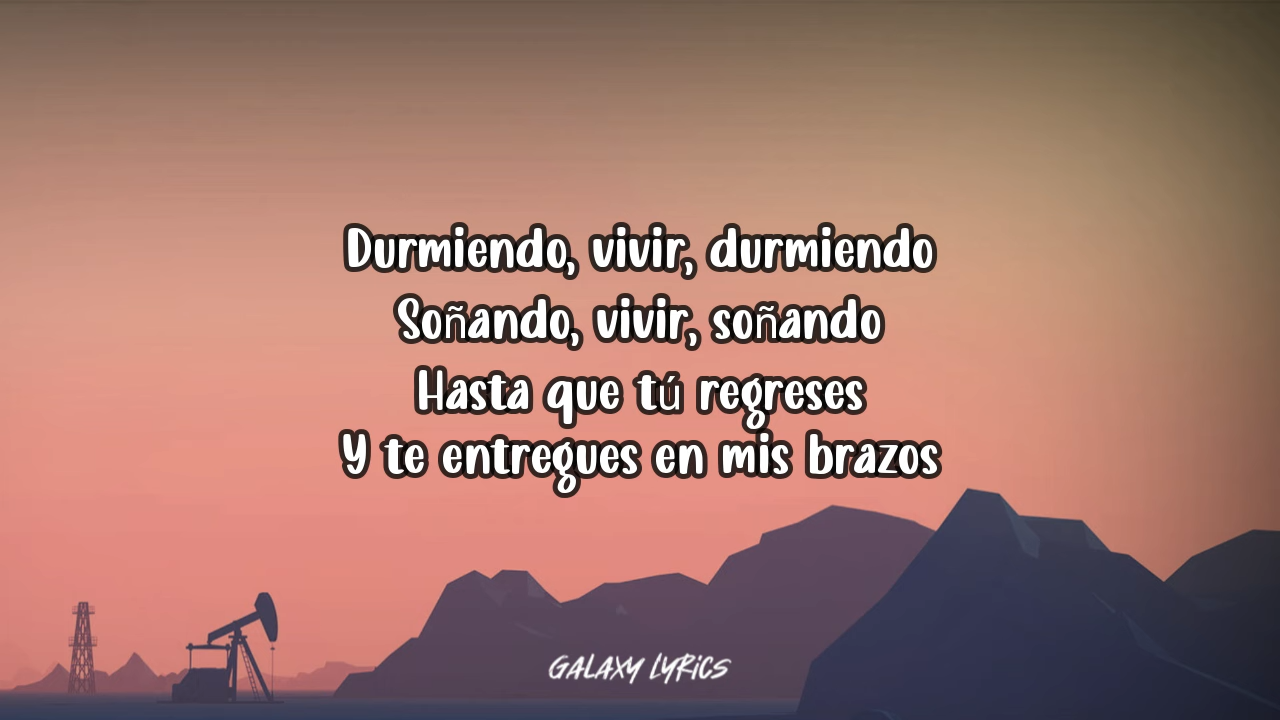 Durmiendo, vivir, durmiendo
Soñando, vivir, soñando
Hasta que tú regreses
Y te entregues en mis brazos
GALAXY LYRiCS